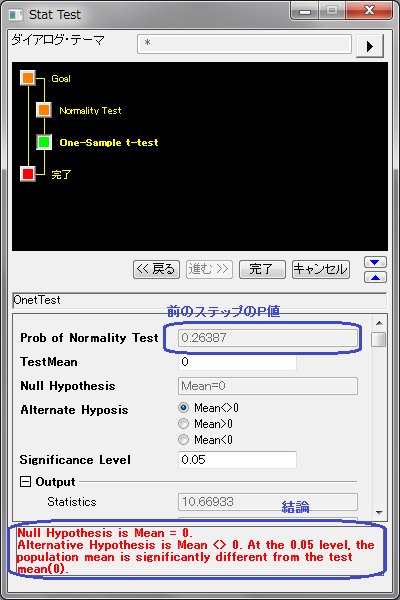 Stat Test
ダイアログ・テーマ *
Goal
Normality Test
One-Sample t-test
完了
<< 戻る 進む >> 完了 キャンセル
OnetTest
前のステップのP値
Prob of Normality Test 0.26387
TestMean 0
Null Hypothesis Mean=0
Alternate Hyposis Mean<>0
Mean>0
Mean<0
Significance Level 0.05
Output
Statistics 10.66933
結論
Null Hypothesis is Mean = 0.
Alternative Hypothesis is Mean <> 0. At the 0.05 level, the
population mean is significantly different from the test
mean(0).